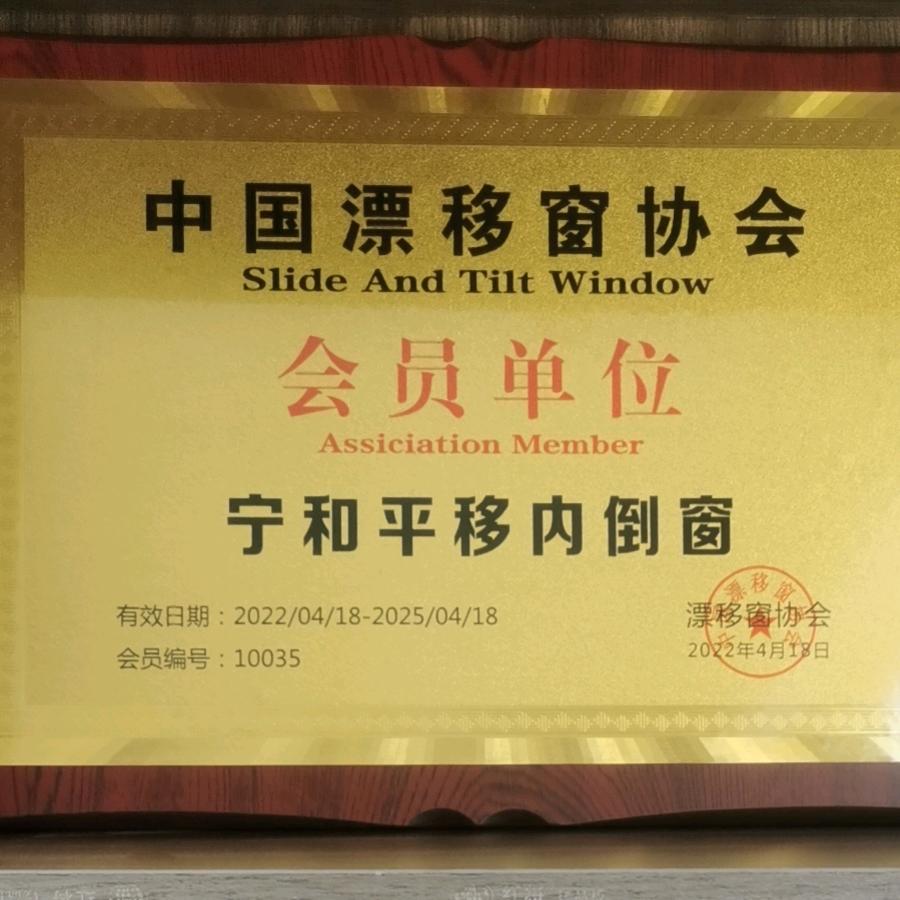 中国漂移窗协会
Slide And Tilt Window
会员单位
Assiciation Member
宁和平移内倒窗
有效日期：2022/04/18-2025/04/18
会员编号：10035
漂移窗协会
2022年4月18日